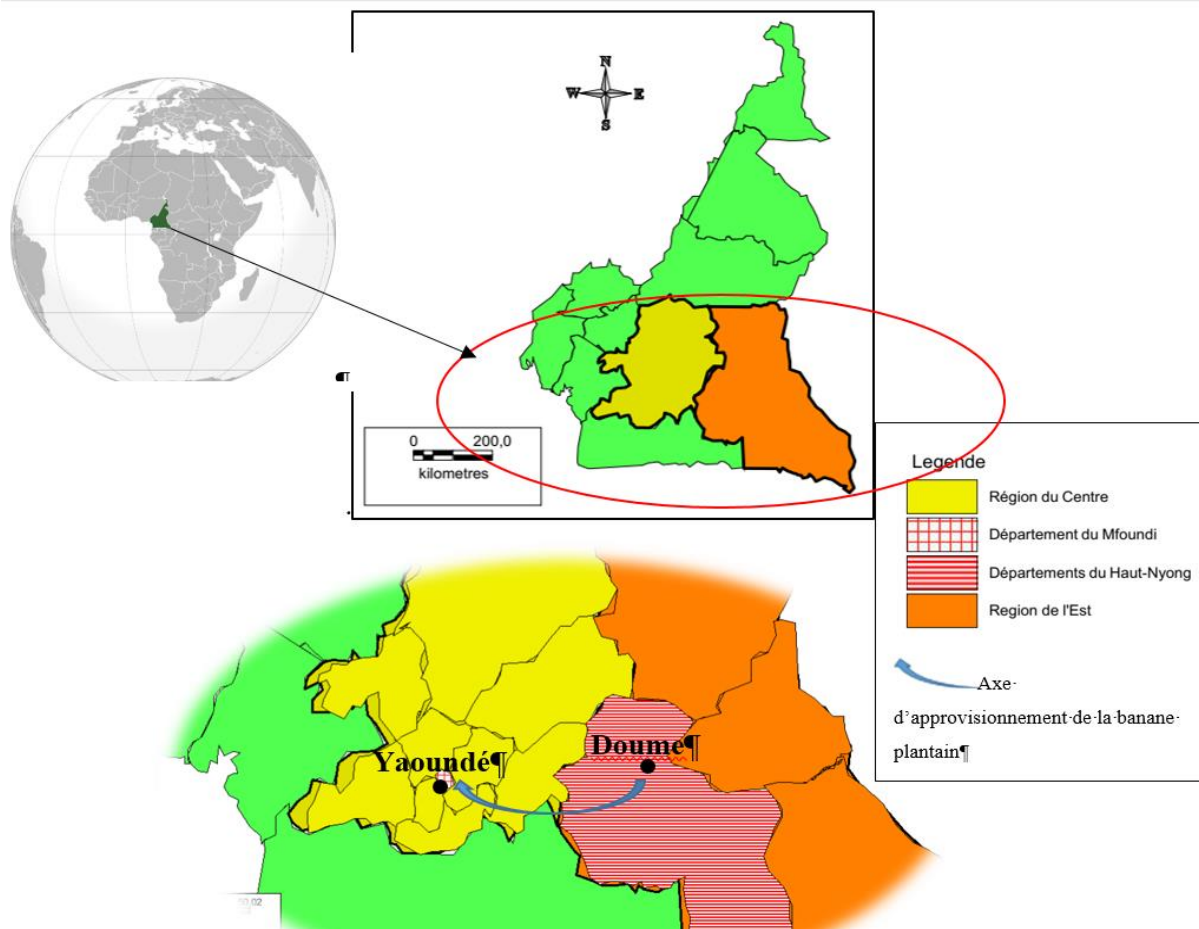 N
W E
S
¶
0 200,0
kilometres
Legende
Région du Centre
Département du Mfoundi
Départements du Haut-Nyong
Region de l'Est
Axe·
d'approvisionnement·de·la·banane·
plantain¶
Yaoundé¶
Doume¶